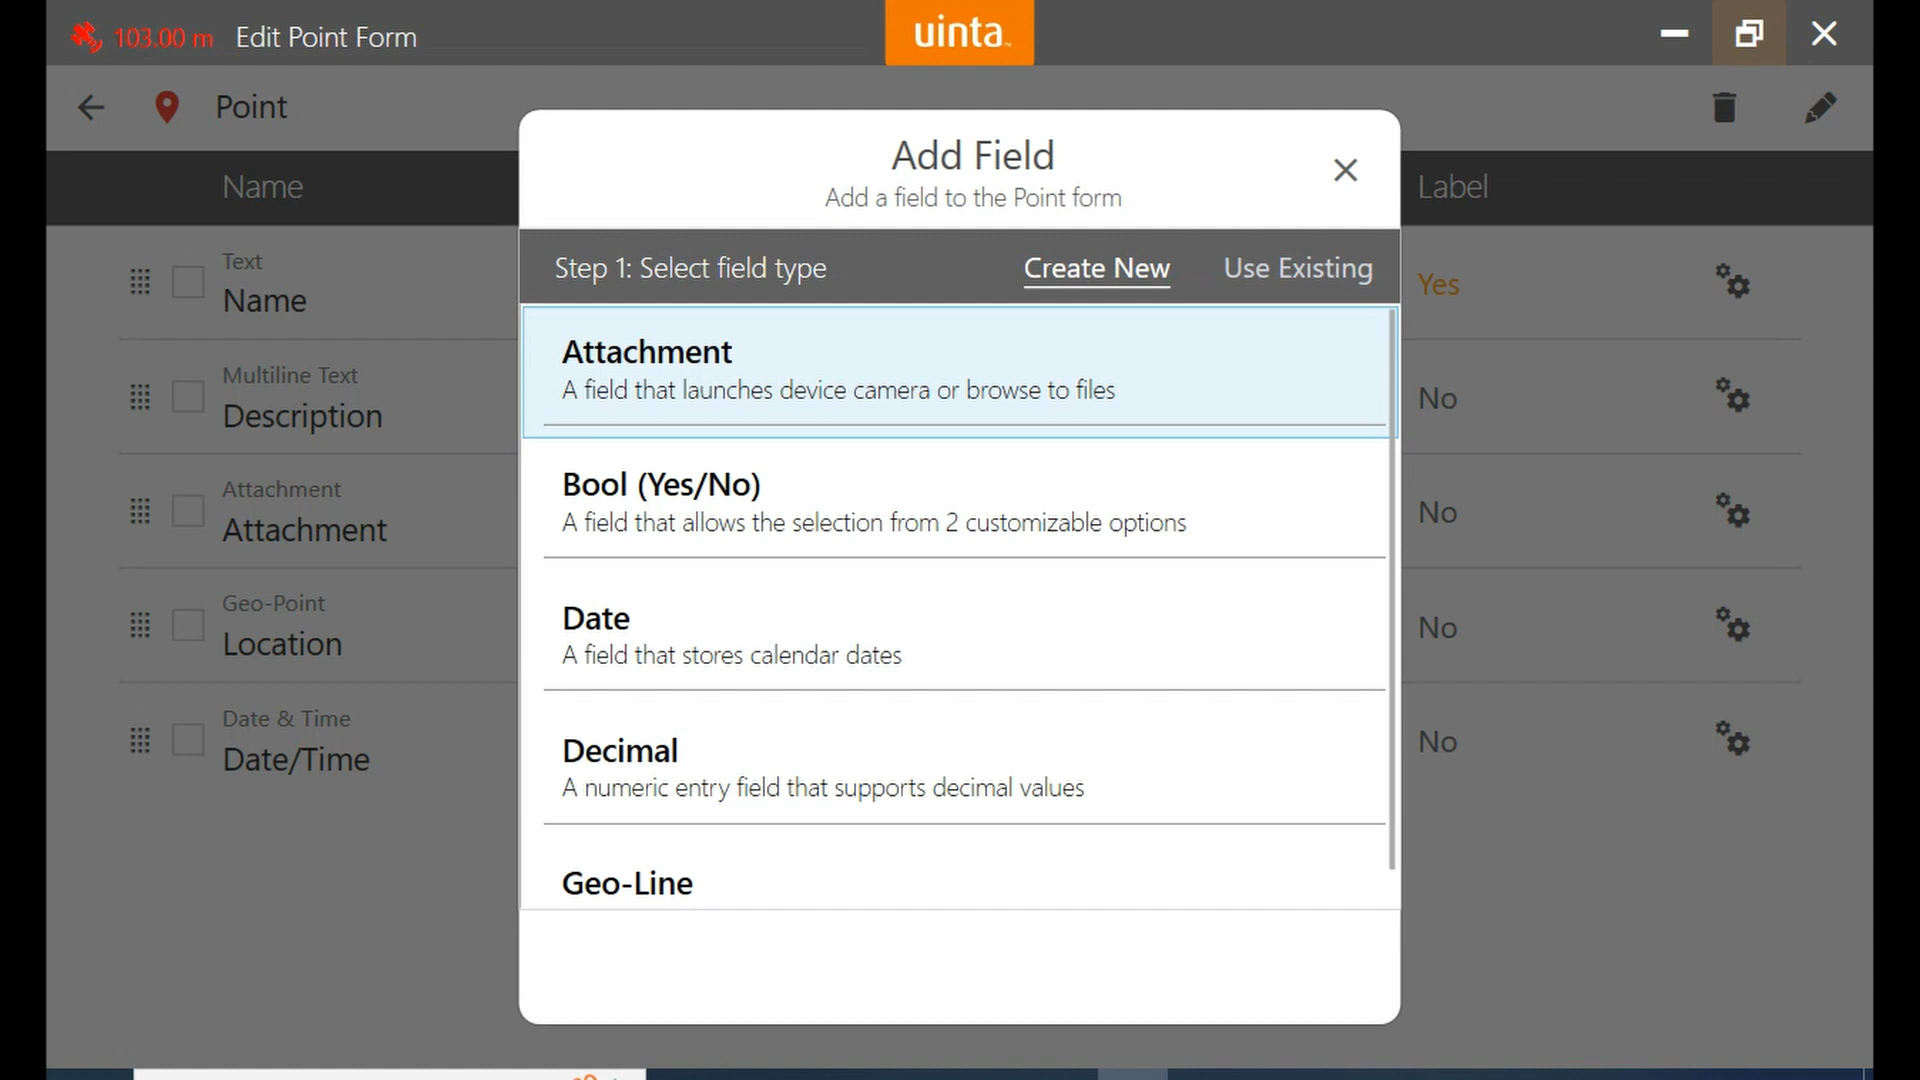 103.00 m Edit Point Form
uinta
Point
Name
Label
Add Field
Add a field to the Point form
Step 1: Select field type
Create New
Use Existing
Text
Name
Yes
Multiline Text
Description
No
Attachment
Attachment
No
Geo-Point
Location
No
Date & Time
Date/Time
No
Attachment
A field that launches device camera or browse to files
Bool (Yes/No)
A field that allows the selection from 2 customizable options
Date
A field that stores calendar dates
Decimal
A numeric entry field that supports decimal values
Geo-Line